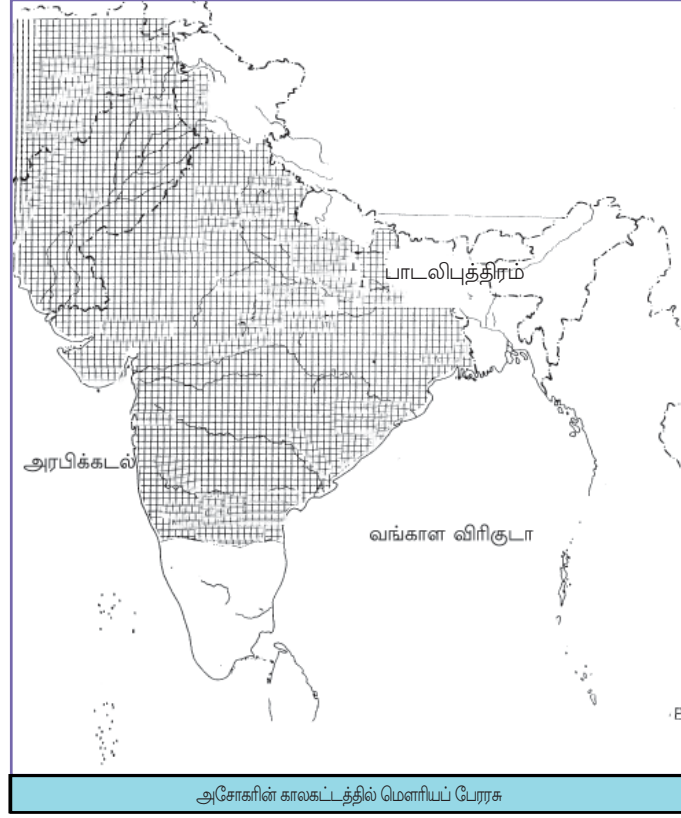 பாடலிபுத்திரம்
அரபிக்கடல்
வங்காள விரிகுடா
அசோகரின் காலகட்டத்தில் மௌரியப் பேரரசு